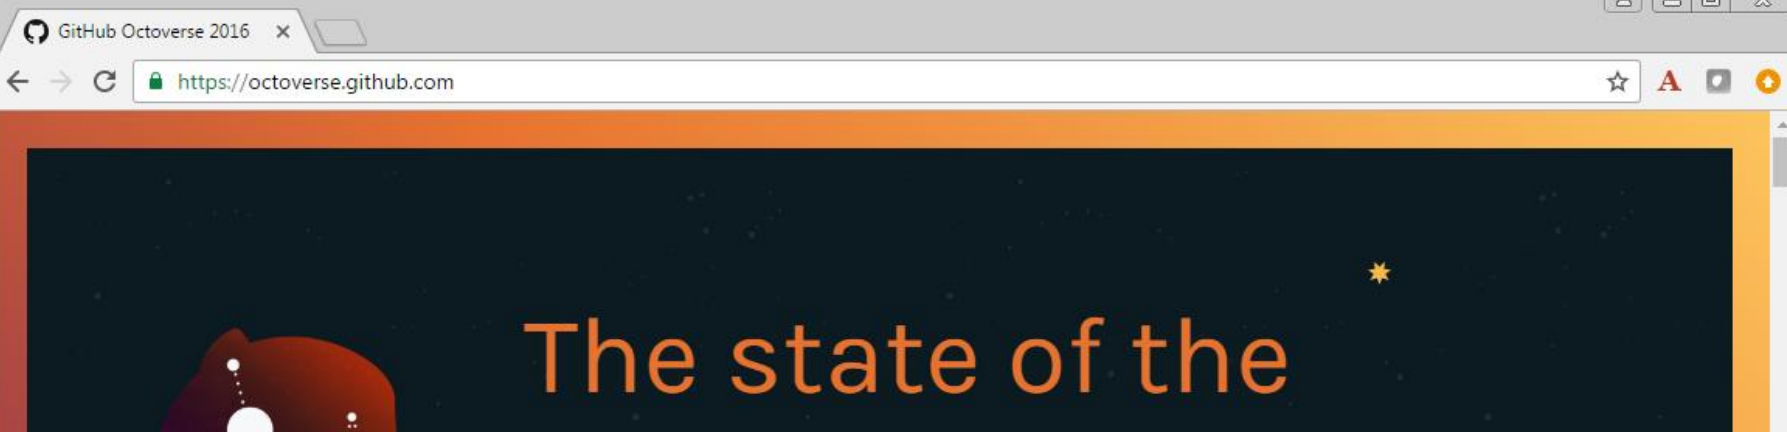 GitHub Octoverse 2016
https://octoverse.github.com
A
The state of the